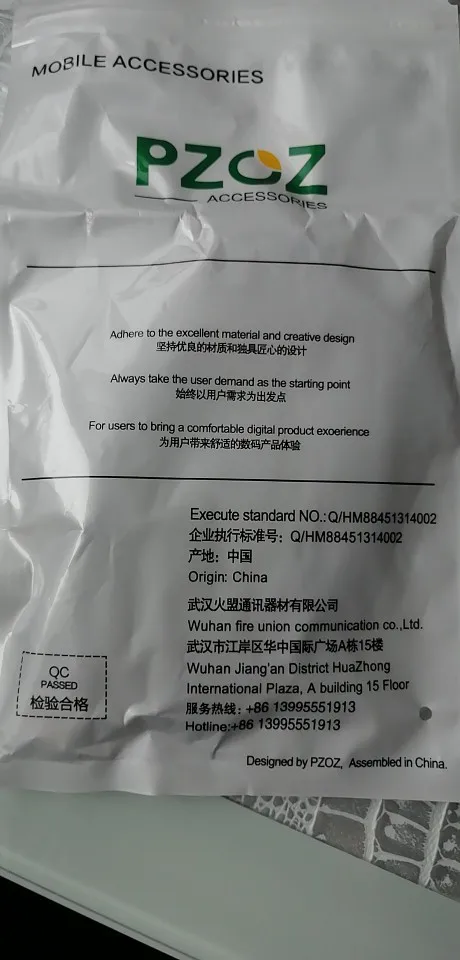 MOBILE ACCESSORIES
PZOZ
ACCESSORIES
Adhere to the excellent material and creative design
坚持优良的材质和独具匠心的设计
Always take the user demand as the starting point
始终以用户需求为出发点
For users to bring a comfortable digital product exoerience
为用户带来舒适的数码产品体验
Execute standard NO.: Q/HM88451314002
企业执行标准号: Q/HM88451314002
产地: 中国
Origin: China
武汉火盟通讯器材有限公司
Wuhan fire union communication co.,Ltd.
武汉市江岸区华中国际广场A栋15楼
Wuhan Jiang'an District HuaZhong
International Plaza, A building 15 Floor
服务热线: +86 13995551913
Hotline:+86 13995551913
QC
PASSED
检验合格
Designed by PZOZ, Assembled in China.